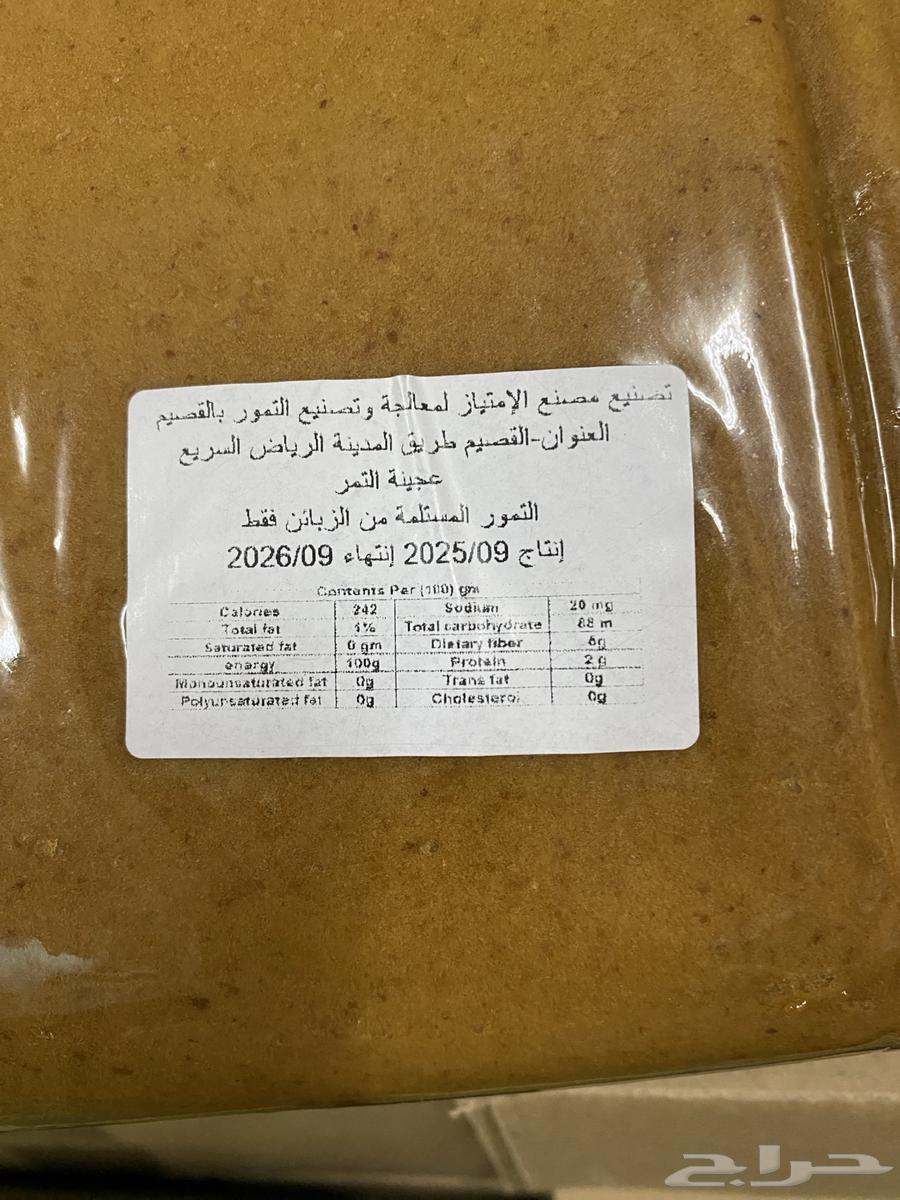 تصنيع مصنع الإمتياز لمعالجة وتصنيع التمور بالقصيم
العنوان-القصيم طريق المدينة الرياض السريع
عجينة التمر
التمور المستلمة من الزبائن فقط
إنتاج 2025/09 إنتهاء 2026/09
Contents Per (100) gm
Calories 242 Sodium 20 mg
Total fat 1% Total carbohydrate 88 m
Saturated fat 0 gm Dietary fiber 6g
energy 100g Protein 2 g
Monounsaturated fat 0g Trans fat 0g
Polyunsaturated fat 0g Cholesterol 0g
حراج